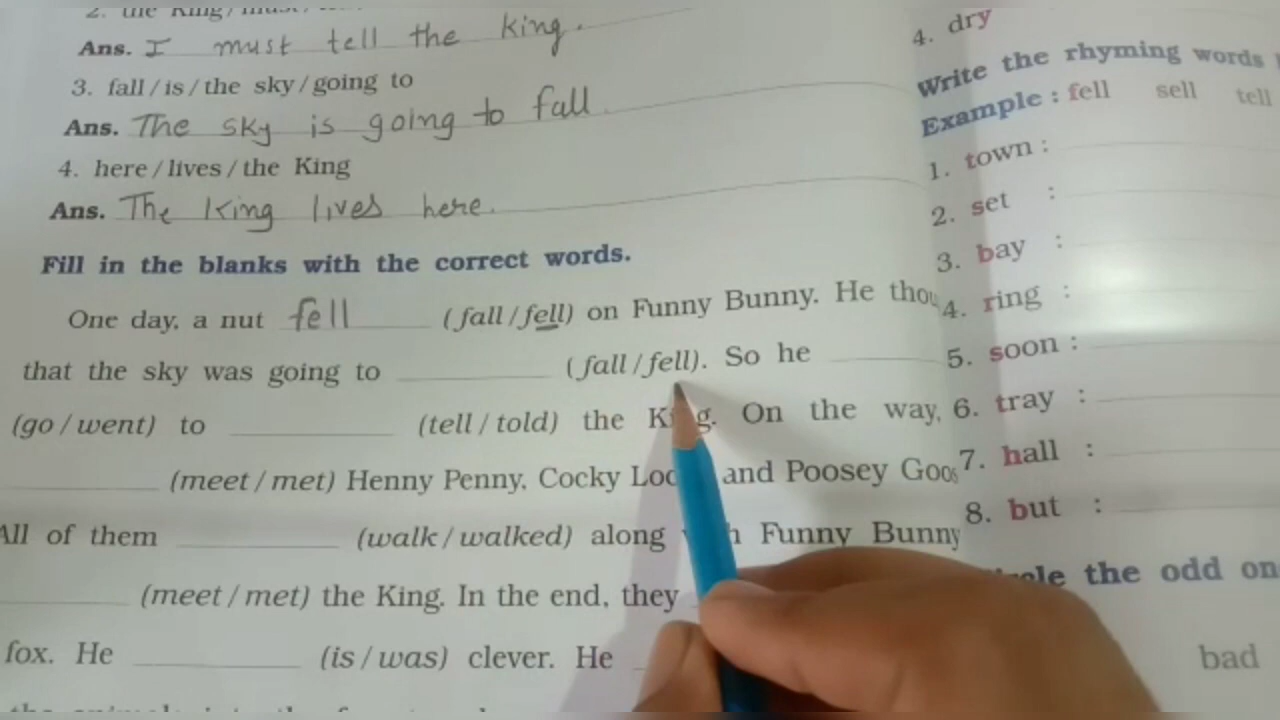 2. the King / must /
Ans. I must tell the king.
3. fall / is / the sky / going to
Ans. The sky is going to fall
4. here / lives / the King
Ans. The King lives here.
Fill in the blanks with the correct words.
One day, a nut fell (fall / fell) on Funny Bunny. He
that the sky was going to (fall / fell). So he
(go / went) to (tell / told) the King. On the way,
(meet / met) Henny Penny, Cocky and Poosey
All of them (walk / walked) along Funny Bunny
(meet / met) the King. In the end, they
fox. He (is / was) clever. He
4. dry
Write the rhyming words
Example : fell sell tell
1. town :
2. set :
3. bay :
4. ring :
5. soon :
6. tray :
7. hall :
8. but :
the odd
bad